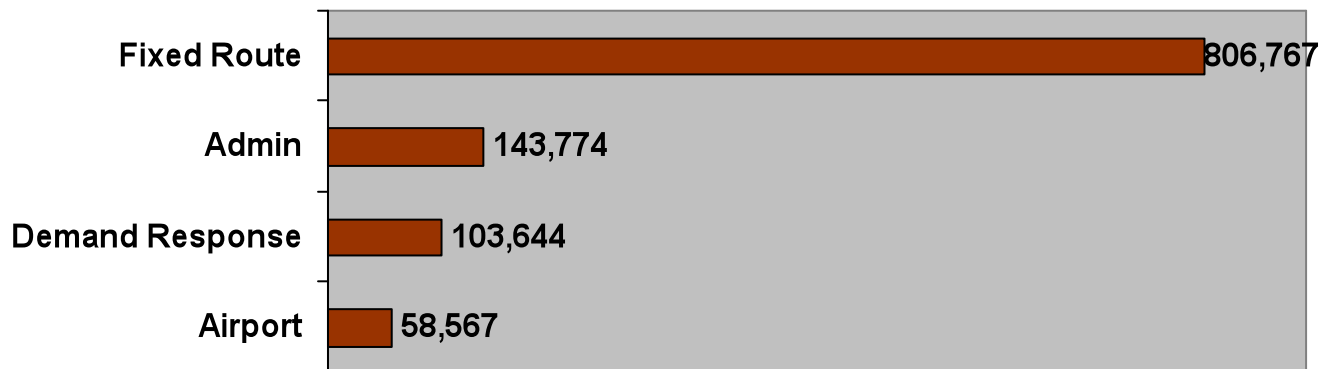 Fixed Route 806,767
Admin 143,774
Demand Response 103,644
Airport 58,567